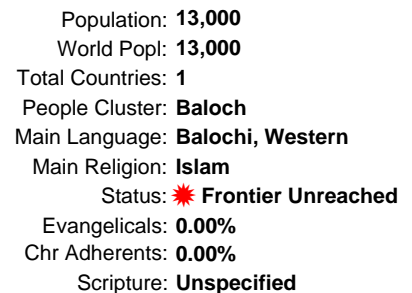 Population: 13,000
World Popl: 13,000
Total Countries: 1
People Cluster: Baloch
Main Language: Balochi, Western
Main Religion: Islam
Status: Frontier Unreached
Evangelicals: 0.00%
Chr Adherents: 0.00%
Scripture: Unspecified